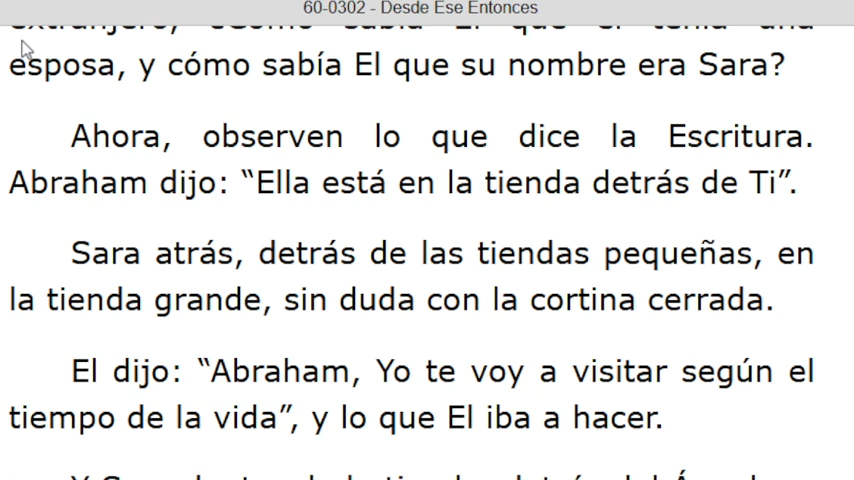 60-0302 - Desde Ese Entonces
esposa, y cómo sabía El que su nombre era Sara?
Ahora, observen lo que dice la Escritura.
Abraham dijo: “Ella está en la tienda detrás de Ti”.
Sara atrás, detrás de las tiendas pequeñas, en
la tienda grande, sin duda con la cortina cerrada.
El dijo: “Abraham, Yo te voy a visitar según el
tiempo de la vida”, y lo que El iba a hacer.